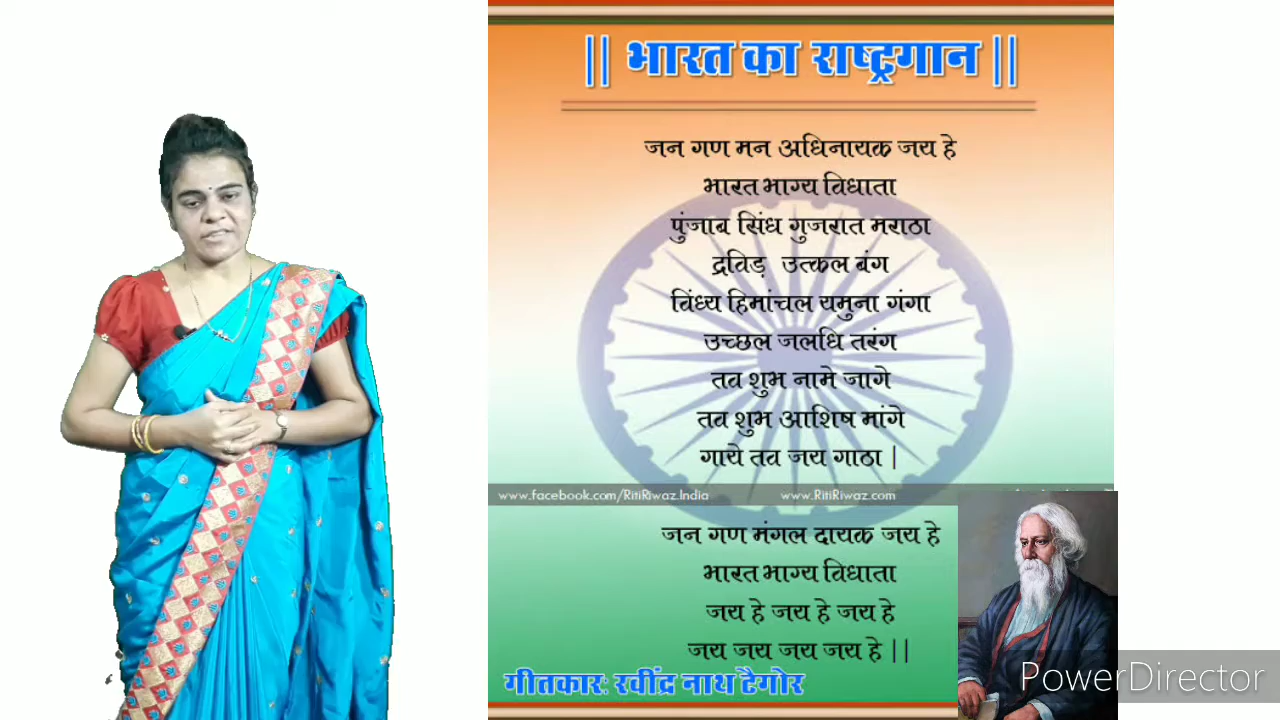 || भारत का राष्ट्रगान ||
जन गण मन अधिनायक जय हे
भारत भाग्य विधाता
पुंजाब सिंध गुजरात मराठा
द्रविड़ उत्कल बंग
विंध्य हिमांचल यमुना गंगा
उच्छल जलधि तरंग
तव शुभ नामे जागे
तव शुभ आशिष मांगे
गाये तव जय गाठा |
www.facebook.com/RitiRiwaz.India www.RitiRiwaz.com
जन गण मंगल दायक जय हे
भारत भाग्य विधाता
जय हे जय हे जय हे
जय जय जय जय हे ||
गीतकार: रवींद्र नाथ टैगोर
PowerDirector